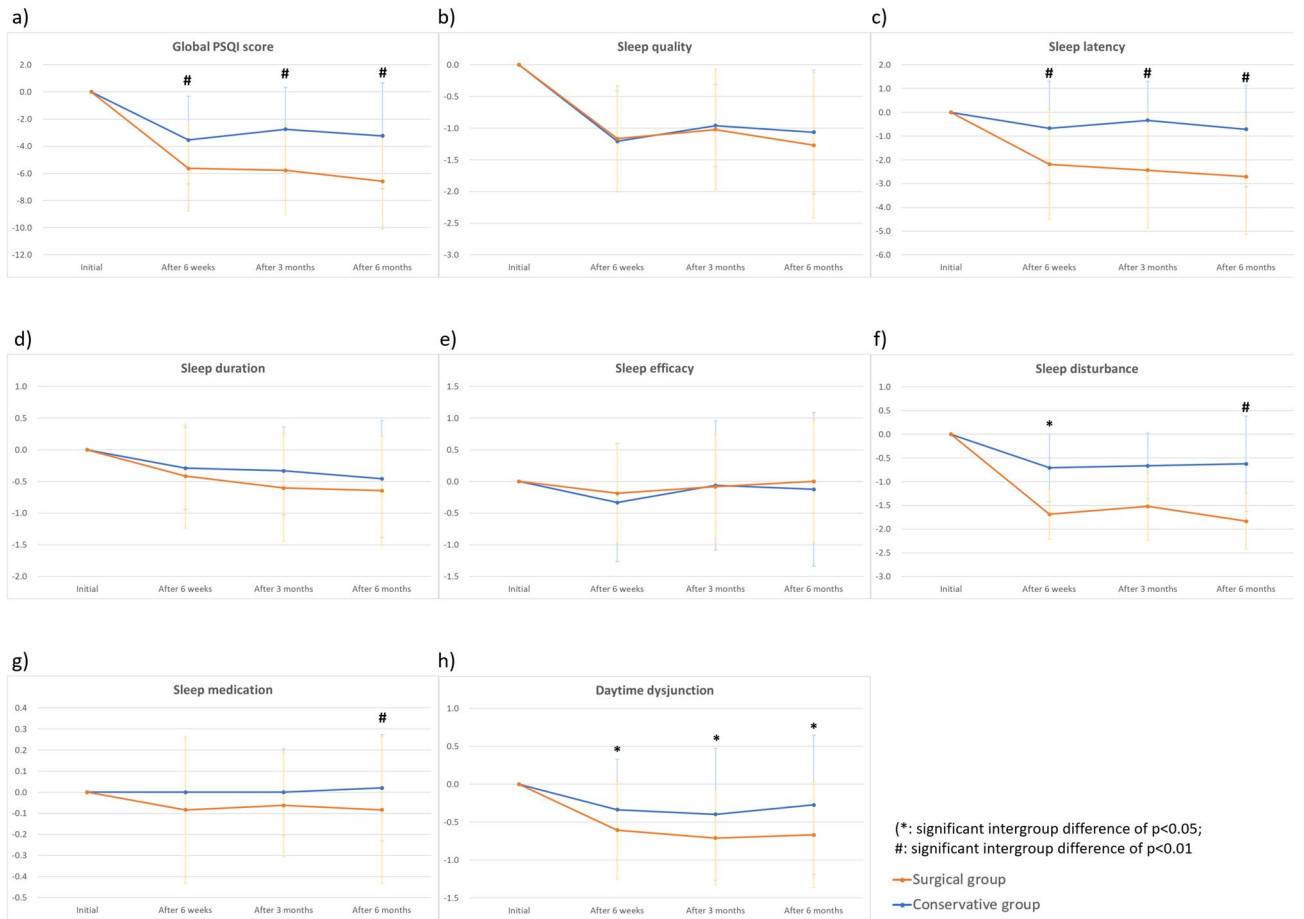 a)
Global PSQI score
# # #
2.0
0.0
-2.0
-4.0
-6.0
-8.0
-10.0
-12.0
Initial After 6 weeks After 3 months After 6 months
b)
Sleep quality
0.0
-0.5
-1.0
-1.5
-2.0
-2.5
-3.0
Initial After 6 weeks After 3 months After 6 months
c)
Sleep latency
# # #
2.0
1.0
0.0
-1.0
-2.0
-3.0
-4.0
-5.0
-6.0
Initial After 6 weeks After 3 months After 6 months
d)
Sleep duration
1.0
0.5
0.0
-0.5
-1.0
-1.5
-2.0
Initial After 6 weeks After 3 months After 6 months
e)
Sleep efficacy
1.5
1.0
0.5
0.0
-0.5
-1.0
-1.5
Initial After 6 weeks After 3 months After 6 months
f)
Sleep disturbance
* #
1.0
0.5
0.0
-0.5
-1.0
-1.5
-2.0
-2.5
-3.0
Initial After 6 weeks After 3 months After 6 months
g)
Sleep medication
#
0.4
0.3
0.2
0.1
0.0
-0.1
-0.2
-0.3
-0.4
-0.5
Initial After 6 weeks After 3 months After 6 months
h)
Daytime dysjunction
* * *
1.0
0.5
0.0
-0.5
-1.0
-1.5
Initial After 6 weeks After 3 months After 6 months
(*: significant intergroup difference of p<0.05;
#: significant intergroup difference of p<0.01
Surgical group
Conservative group